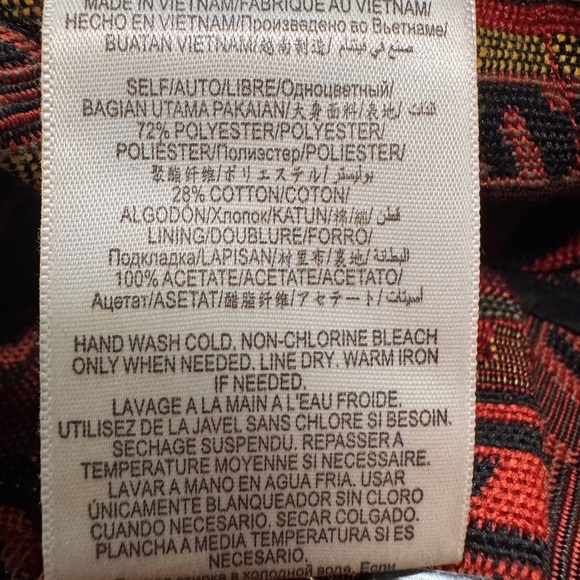 MADE IN VIETNAM/FABRIQUÉ AU VIETNAM/
HECHO EN VIETNAM/Произведено во Вьетнаме/
BUATAN VIETNAM/越南制造/صنع في فيتنام
SELF/AUTO/LIBRE/Одноцветный/
BAGIAN UTAMA PAKAIAN/大身面料/表地/
72% POLYESTER/POLYESTER/
POLIÉSTER/Полиэстер/POLIESTER/
聚酯纤维/ポリエステル/بوليستر
28% COTTON/COTON/
ALGODÓN/Хлопок/KATUN/棉/綿/قطن
LINING/DOUBLURE/FORRO/
Подкладка/LAPISAN/村里布/裏地/البطانة
100% ACETATE/ACÉTATE/ACETATO/
Ацетат/ASETAT/醋酯纤维/アセテート/أسيتات
HAND WASH COLD. NON-CHLORINE BLEACH
ONLY WHEN NEEDED. LINE DRY. WARM IRON
IF NEEDED.
LAVAGE A LA MAIN A L'EAU FROIDE.
UTILISEZ DE LA JAVEL SANS CHLORE SI BESOIN.
SECHAGE SUSPENDU. REPASSER A
TEMPERATURE MOYENNE SI NECESSAIRE.
LAVAR A MANO EN AGUA FRIA. USAR
ÚNICAMENTE BLANQUEADOR SIN CLORO
CUANDO NECESARIO. SECAR COLGADO.
PLANCHA A MEDIA TEMPERATURA SI ES
NECESARIO.
стирка в холодной воде. Если